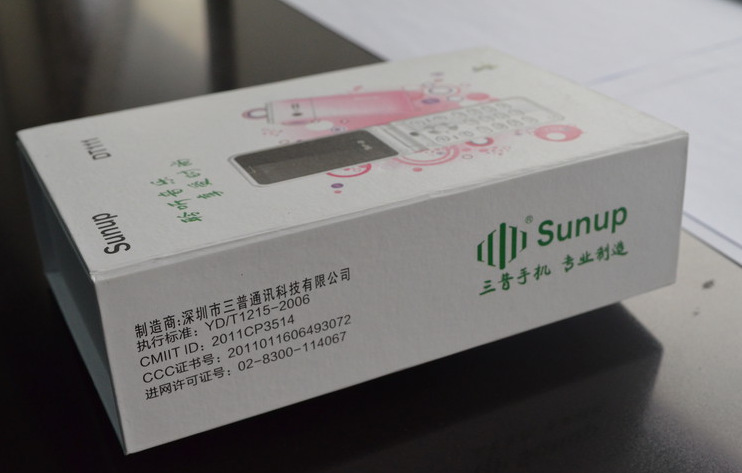 DT111
Sunup
制造商:深圳市三普通讯科技有限公司
执行标准: YD/T1215-2006
CMIIT ID: 2011CP3514
CCC证书号: 2011011606493072
进网许可证号: 02-8300-114067
® Sunup
三普手机 专业制造